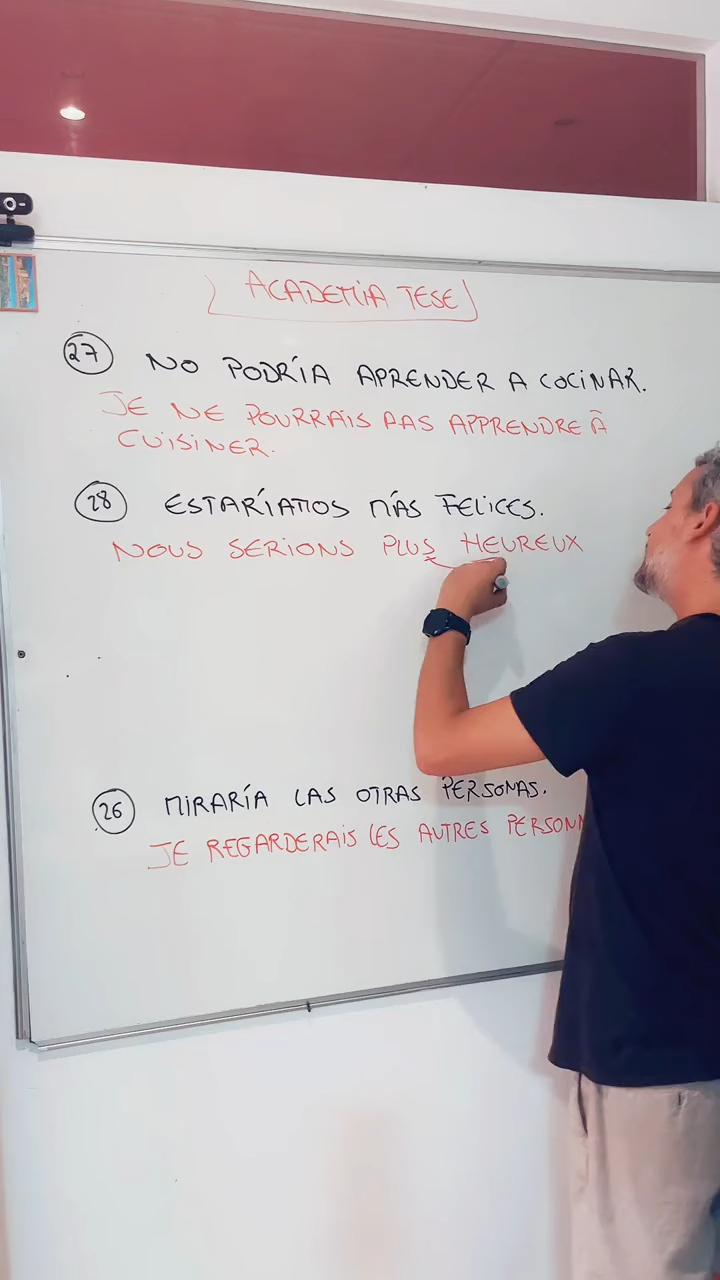 ACADEMIA TESE
27 NO PODRÍA APRENDER A COCINAR.
JE NE POURRAIS PAS APPRENDRE À
CUISINER.
28 ESTARÍAMOS MÁS FELICES.
NOUS SERIONS PLUS HEUREUX
26 MIRARÍA LAS OTRAS PERSONAS.
JE REGARDERAIS LES AUTRES PERSONN